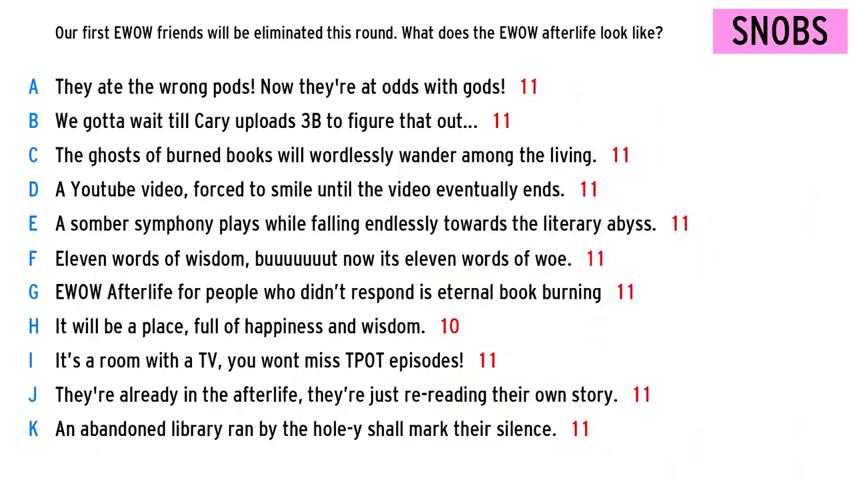 Our first EWOW friends will be eliminated this round. What does the EWOW afterlife look like?
SNOBS
A They ate the wrong pods! Now they're at odds with gods! 11
B We gotta wait till Cary uploads 3B to figure that out... 11
C The ghosts of burned books will wordlessly wander among the living. 11
D A Youtube video, forced to smile until the video eventually ends. 11
E A somber symphony plays while falling endlessly towards the literary abyss. 11
F Eleven words of wisdom, buuuuuuut now its eleven words of woe. 11
G EWOW Afterlife for people who didn’t respond is eternal book burning 11
H It will be a place, full of happiness and wisdom. 10
I It’s a room with a TV, you wont miss TPOT episodes! 11
J They're already in the afterlife, they’re just re-reading their own story. 11
K An abandoned library ran by the hole-y shall mark their silence. 11